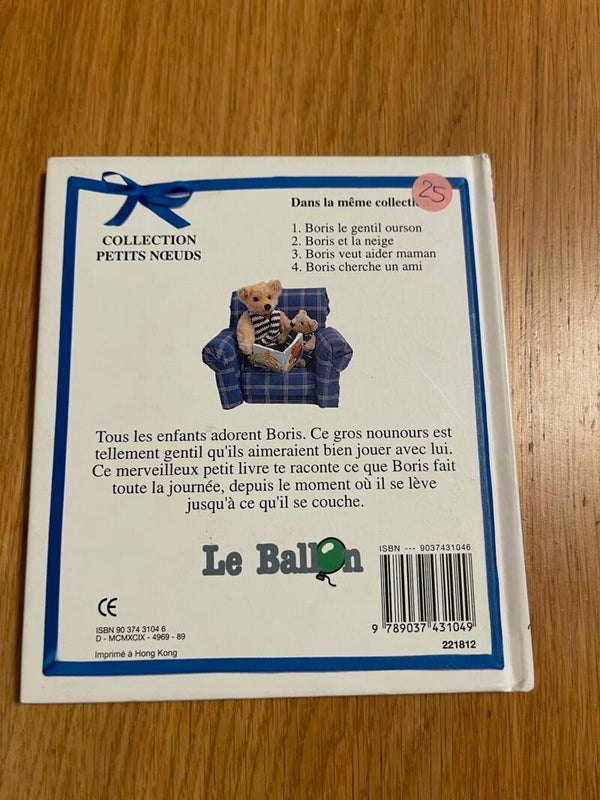 25
Dans la même collecti
COLLECTION
PETITS NŒUDS
1. Boris le gentil ourson
2. Boris et la neige
3. Boris veut aider maman
4. Boris cherche un ami
Tous les enfants adorent Boris. Ce gros nounours est
tellement gentil qu'ils aimeraient bien jouer avec lui.
Ce merveilleux petit livre te raconte ce que Boris fait
toute la journée, depuis le moment où il se lève
jusqu'à ce qu'il se couche.
Le Ballon
CE
ISBN 90 374 3104 6
D - MCMXCIX - 4969 - 89
Imprimé à Hong Kong
ISBN --- 9037431046
9 789037 431049
221812